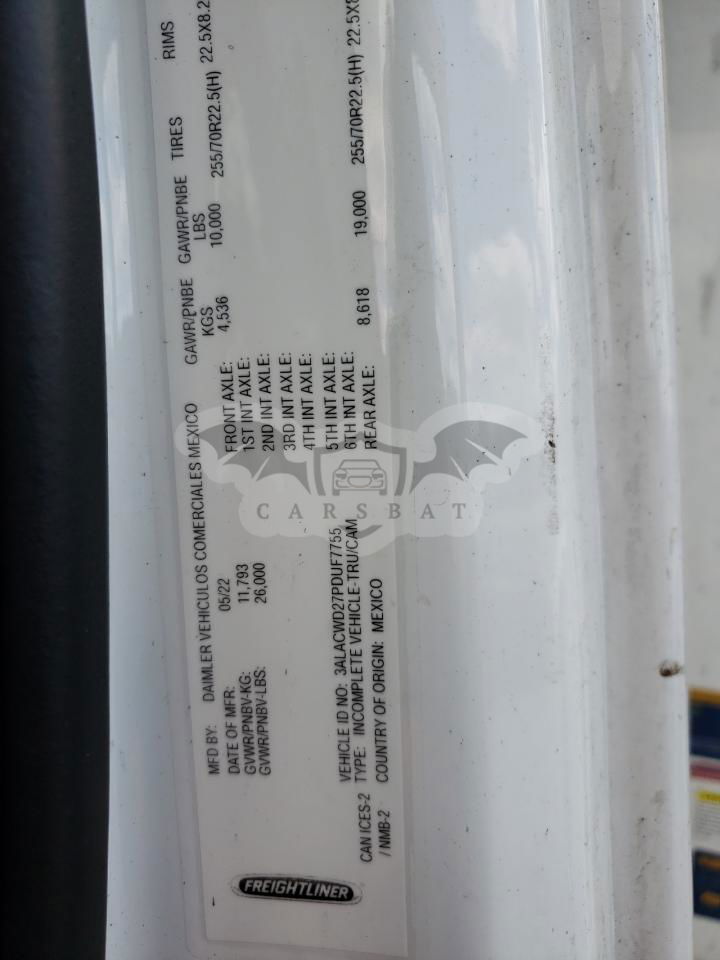 MFD BY: DAIMLER VEHICULOS COMERCIALES MEXICO
DATE OF MFR: 05/22
GVWR/PNBV-KG: 11,793
GVWR/PNBV-LBS: 26,000
GAWR/PNBE KGS GAWR/PNBE LBS TIRES RIMS
FRONT AXLE: 4,536 10,000 255/70R22.5(H) 22.5X8.2
1ST INT AXLE:
2ND INT AXLE:
3RD INT AXLE:
4TH INT AXLE:
5TH INT AXLE:
6TH INT AXLE:
REAR AXLE: 8,618 19,000 255/70R22.5(H) 22.5X8
VEHICLE ID NO: 3ALACWD27PDUF7755
TYPE: INCOMPLETE VEHICLE-TRU/CAM
COUNTRY OF ORIGIN: MEXICO
CAN ICES-2
/ NMB-2
FREIGHTLINER
CARSBAT